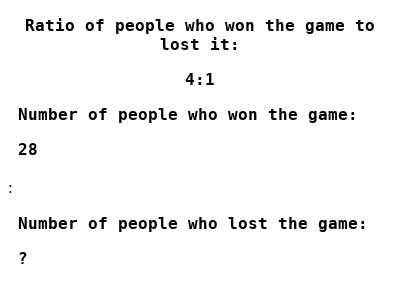 Ratio of people who won the game to
lost it:
4:1
Number of people who won the game:
28
:
Number of people who lost the game:
?